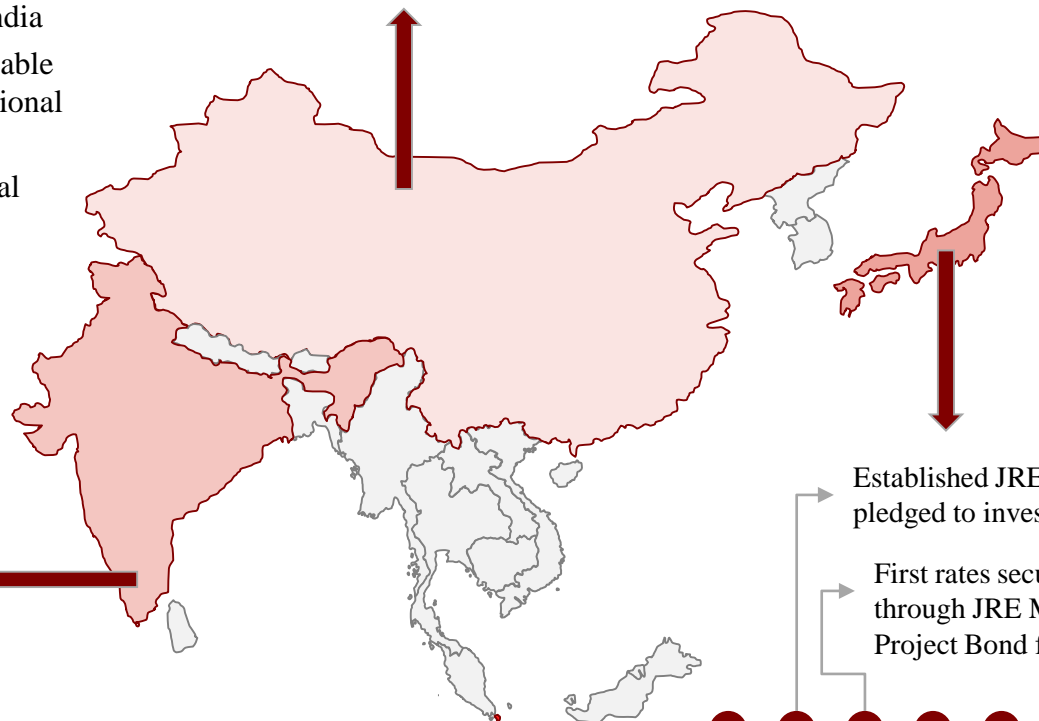 ndia
able
ional
al
Established JRE
pledged to inves
First rates secu
through JRE M
Project Bond f